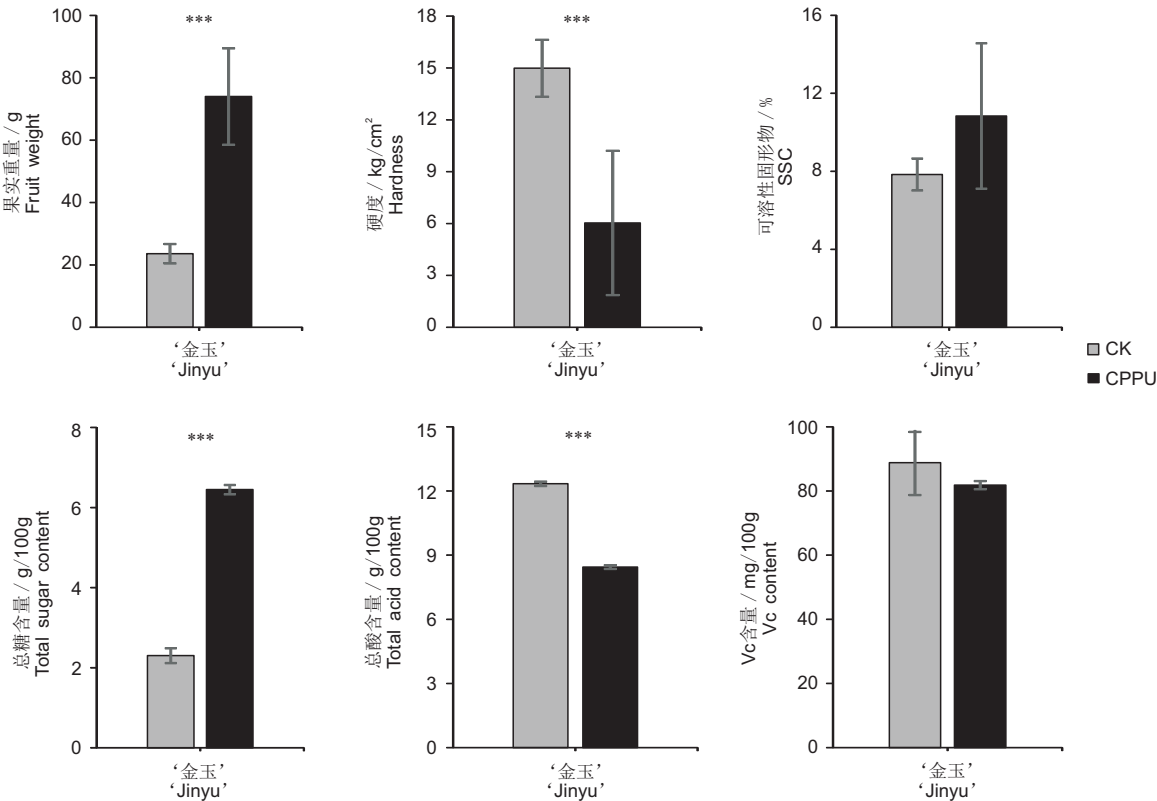 100
80
60
40
20
0
果实重量 / g
Fruit weight
***
‘金玉’
‘Jinyu’
18
15
12
9
6
3
0
硬度 / kg/cm²
Hardness
***
‘金玉’
‘Jinyu’
16
12
8
4
0
可溶性固形物 / %
SSC
‘金玉’
‘Jinyu’
CK
CPPU
8
6
4
2
0
总糖含量 / g/100g
Total sugar content
***
‘金玉’
‘Jinyu’
15
12
9
6
3
0
总酸含量 / g/100g
Total acid content
***
‘金玉’
‘Jinyu’
100
80
60
40
20
0
Vc含量 / mg/100g
Vc content
‘金玉’
‘Jinyu’